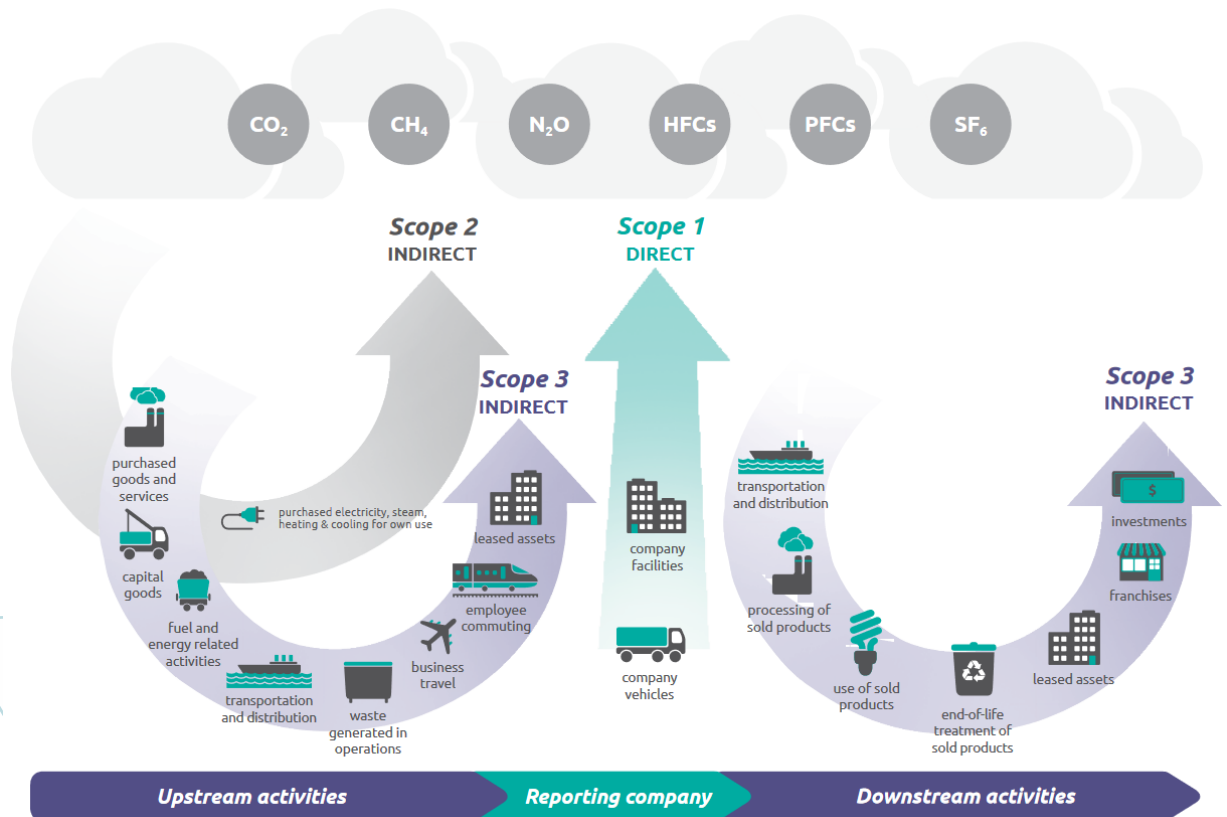 CO₂
CH₄
N₂O
HFCs
PFCs
SF₆
Scope 2
INDIRECT
Scope 1
DIRECT
Scope 3
INDIRECT
Scope 3
INDIRECT
purchased
goods and
services
capital
goods
fuel and
energy related
activities
transportation
and distribution
waste
generated in
operations
business
travel
employee
commuting
leased assets
purchased electricity, steam,
heating & cooling for own use
company
facilities
company
vehicles
transportation
and distribution
processing of
sold products
use of sold
products
end-of-life
treatment of
sold products
leased assets
franchises
$
investments
Upstream activities
Reporting company
Downstream activities